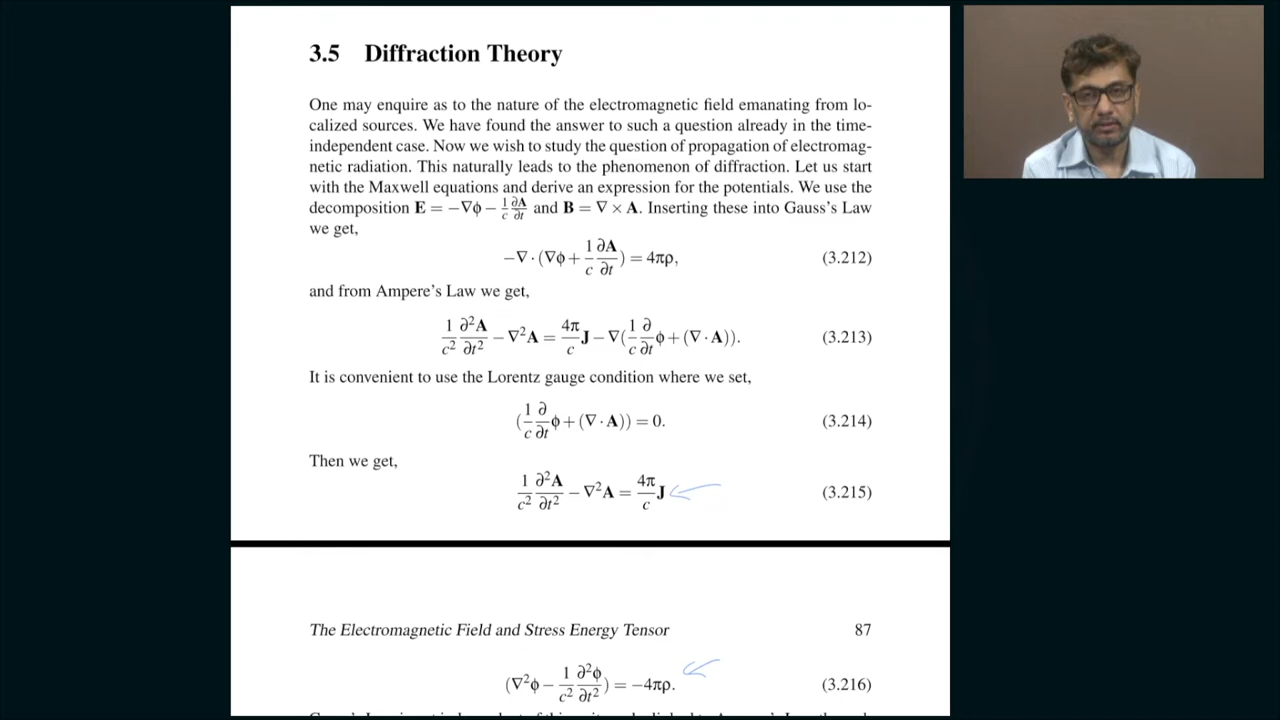 3.5 Diffraction Theory
One may enquire as to the nature of the electromagnetic field emanating from lo-
calized sources. We have found the answer to such a question already in the time-
independent case. Now we wish to study the question of propagation of electromag-
netic radiation. This naturally leads to the phenomenon of diffraction. Let us start
with the Maxwell equations and derive an expression for the potentials. We use the
decomposition E = −∇ϕ − 1/c ∂A/∂t and B = ∇ × A. Inserting these into Gauss's Law
we get,
−∇ · (∇ϕ + 1/c ∂A/∂t) = 4πρ, (3.212)
and from Ampere's Law we get,
1/c² ∂²A/∂t² − ∇²A = 4π/c J − ∇(1/c ∂/∂t ϕ + (∇ · A)). (3.213)
It is convenient to use the Lorentz gauge condition where we set,
(1/c ∂/∂t ϕ + (∇ · A)) = 0. (3.214)
Then we get,
1/c² ∂²A/∂t² − ∇²A = 4π/c J (3.215)
The Electromagnetic Field and Stress Energy Tensor 87
(∇²ϕ − 1/c² ∂²ϕ/∂t²) = −4πρ. (3.216)